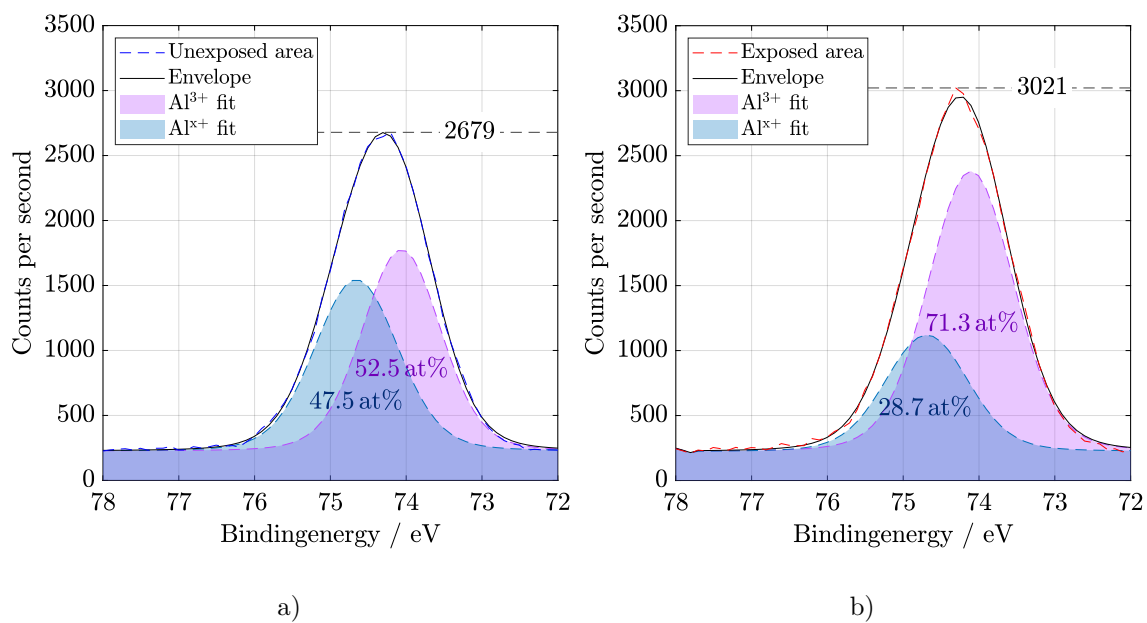 3500
3000
2500
2000
1500
1000
500
0
Counts per second
Unexposed area
Envelope
Al³⁺ fit
Alˣ⁺ fit
2679
52.5 at%
47.5 at%
78 77 76 75 74 73 72
Bindingenergy / eV
a)
3500
3000
2500
2000
1500
1000
500
0
Counts per second
Exposed area
Envelope
Al³⁺ fit
Alˣ⁺ fit
3021
71.3 at%
28.7 at%
78 77 76 75 74 73 72
Bindingenergy / eV
b)